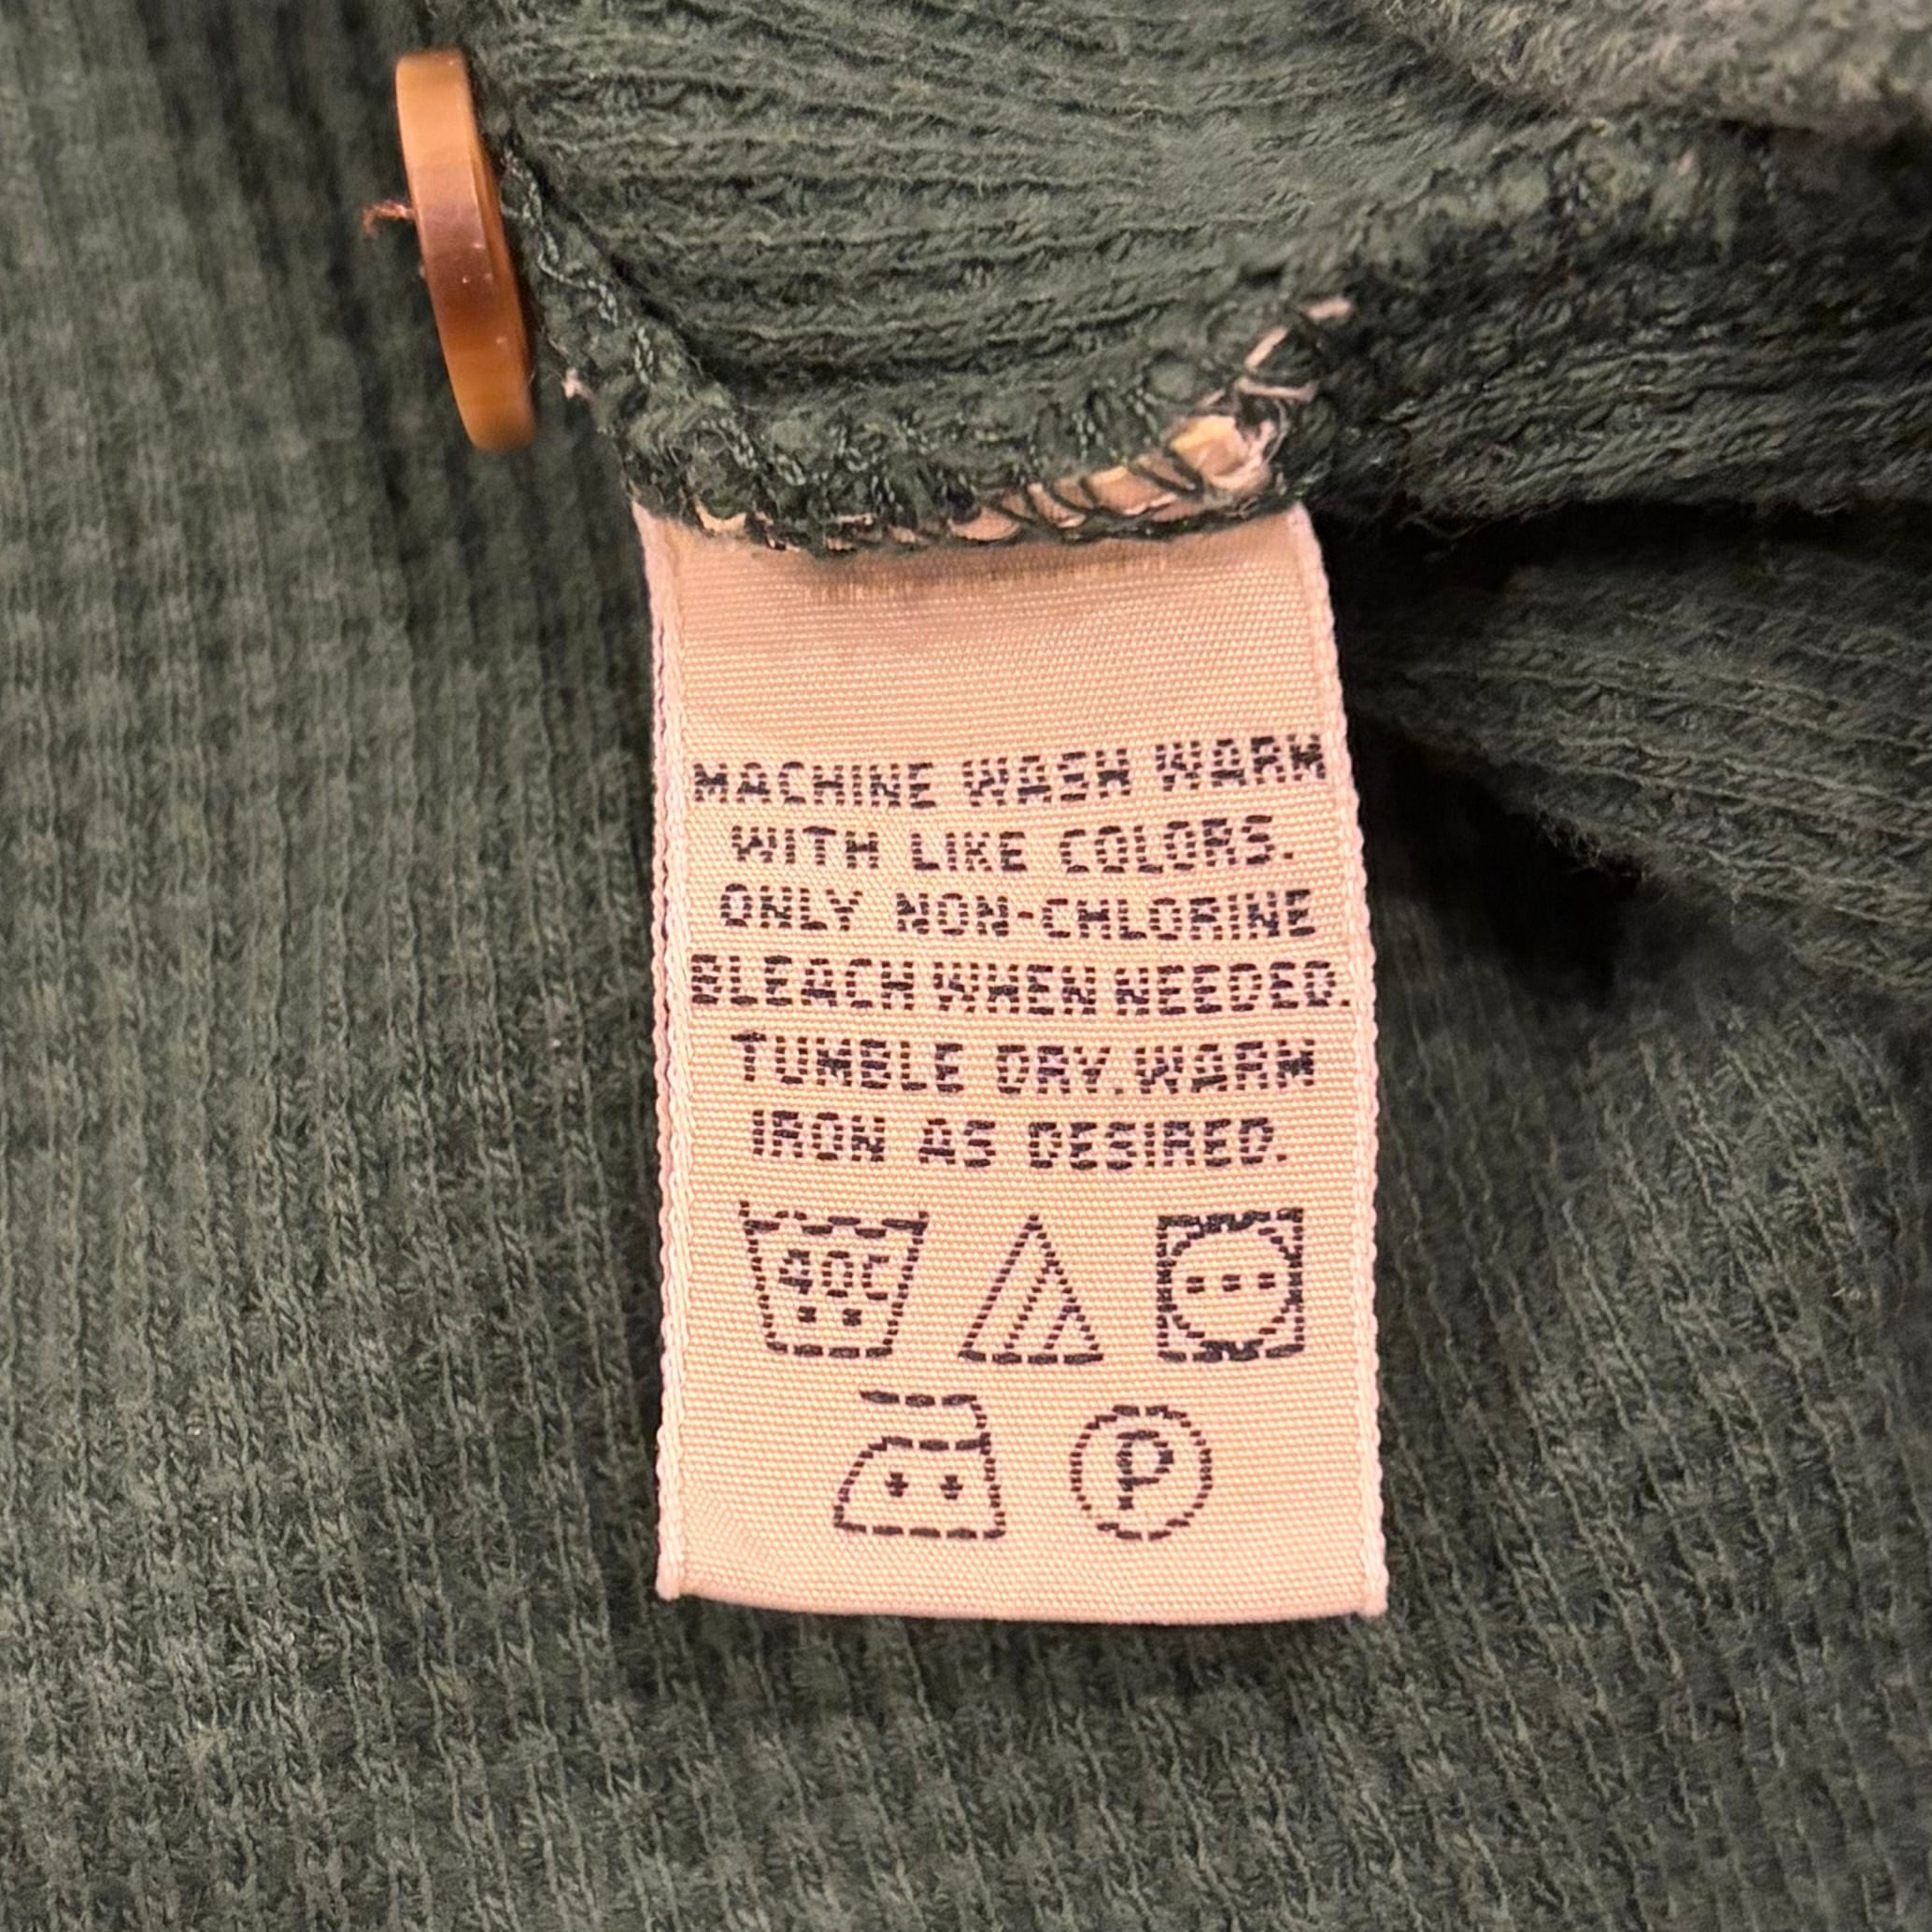 MACHINE WASH WARM
WITH LIKE COLORS.
ONLY NON-CHLORINE
BLEACH WHEN NEEDED.
TUMBLE DRY.WARM
IRON AS DESIRED.
40C
P